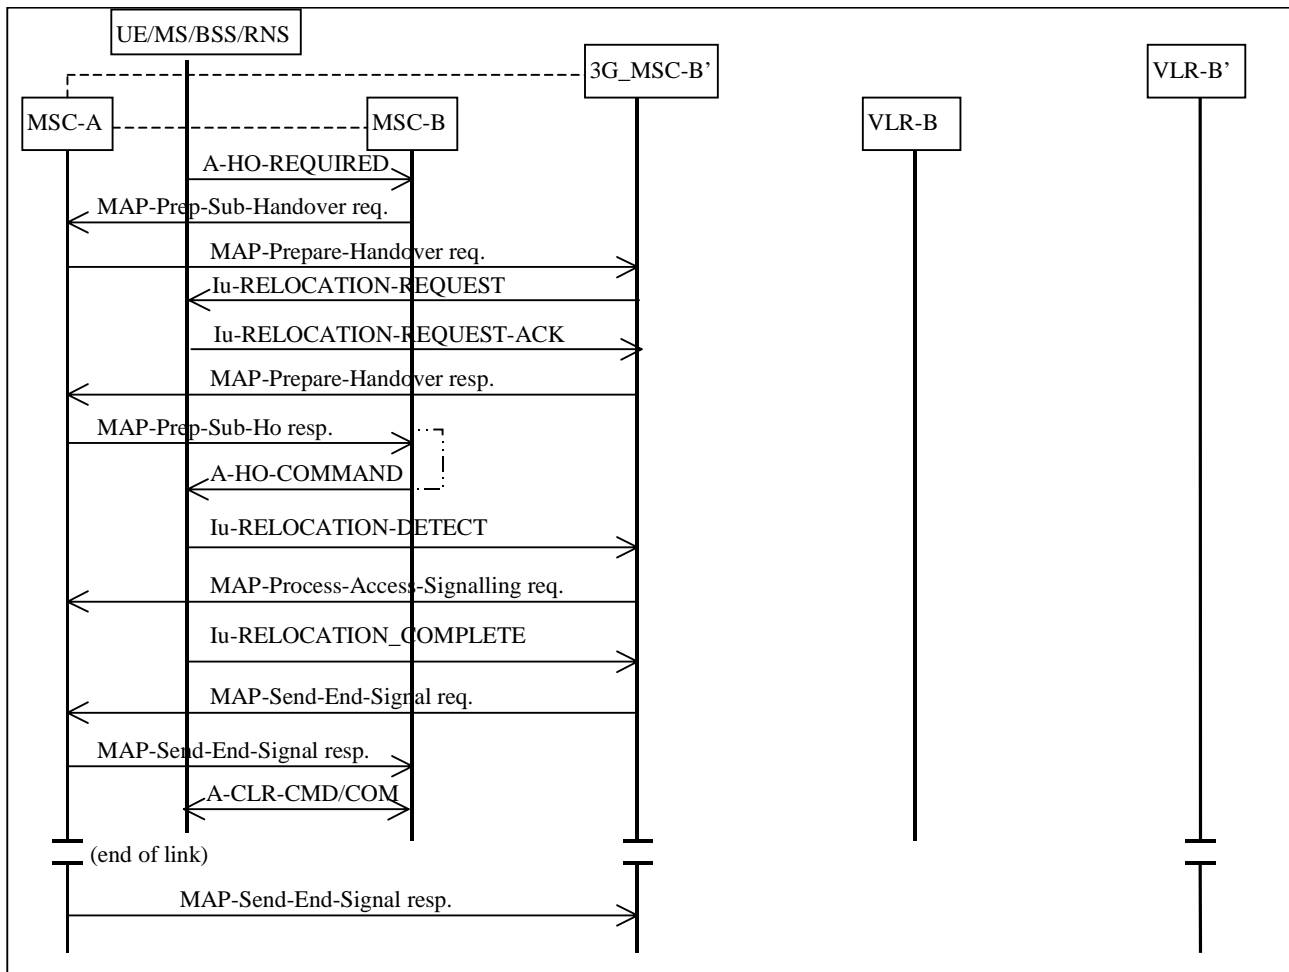 UE/MS/BSS/RNS
3G_MSC-B’
VLR-B’
MSC-A
MSC-B
VLR-B
A-HO-REQUIRED
MAP-Prep-Sub-Handover req.
MAP-Prepare-Handover req.
Iu-RELOCATION-REQUEST
Iu-RELOCATION-REQUEST-ACK
MAP-Prepare-Handover resp.
MAP-Prep-Sub-Ho resp.
A-HO-COMMAND
Iu-RELOCATION-DETECT
MAP-Process-Access-Signalling req.
Iu-RELOCATION_COMPLETE
MAP-Send-End-Signal req.
MAP-Send-End-Signal resp.
A-CLR-CMD/COM
(end of link)
MAP-Send-End-Signal resp.